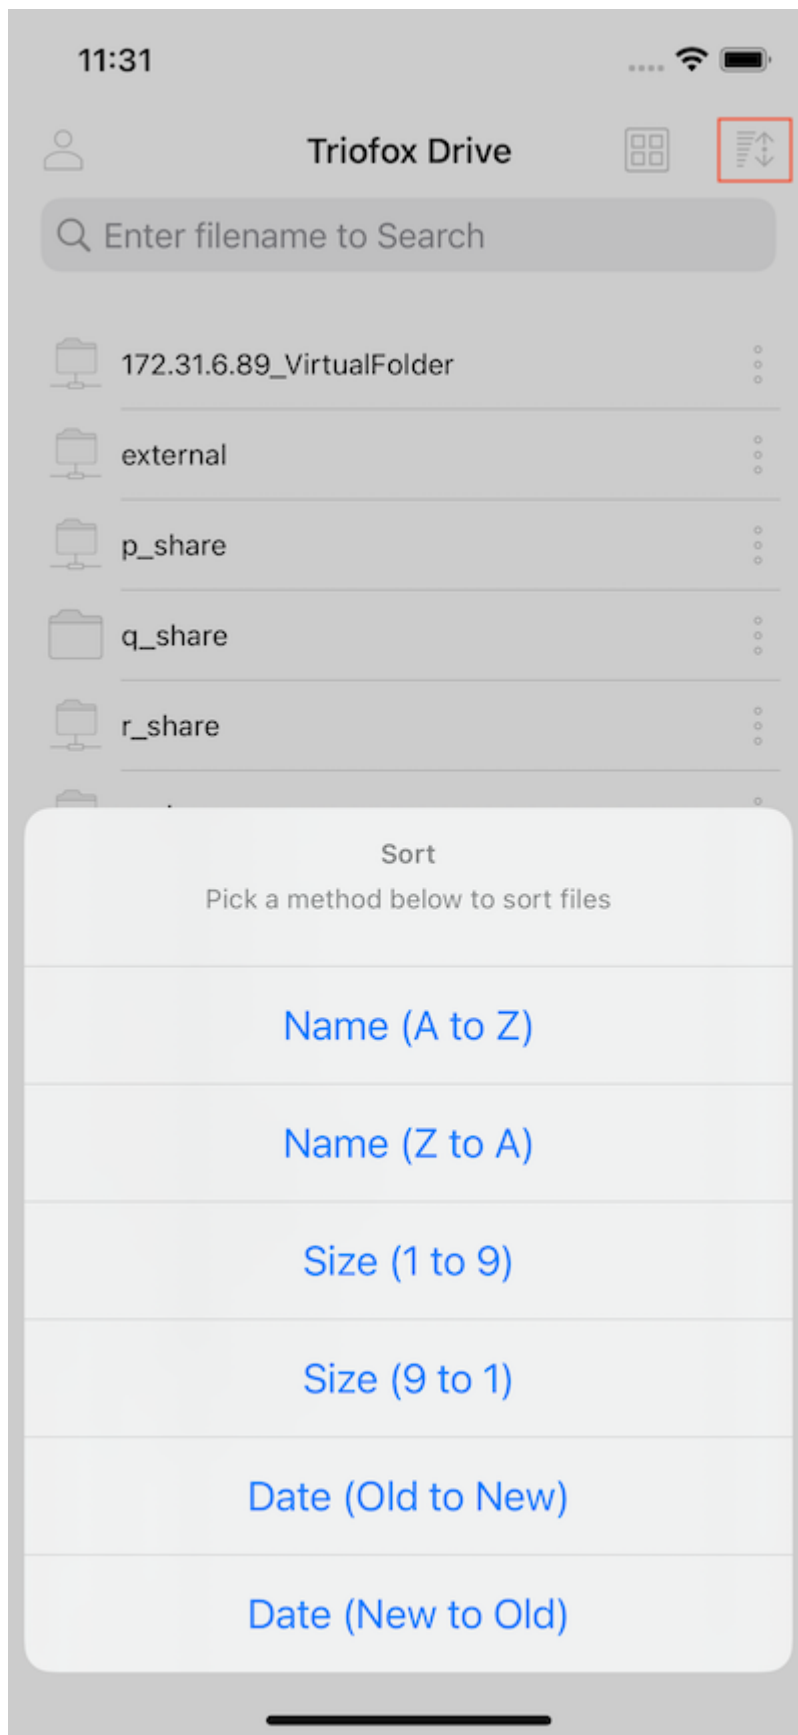 11:31
Triofox Drive
Enter filename to Search
172.31.6.89_VirtualFolder
external
p_share
q_share
r_share
Sort
Pick a method below to sort files
Name (A to Z)
Name (Z to A)
Size (1 to 9)
Size (9 to 1)
Date (Old to New)
Date (New to Old)